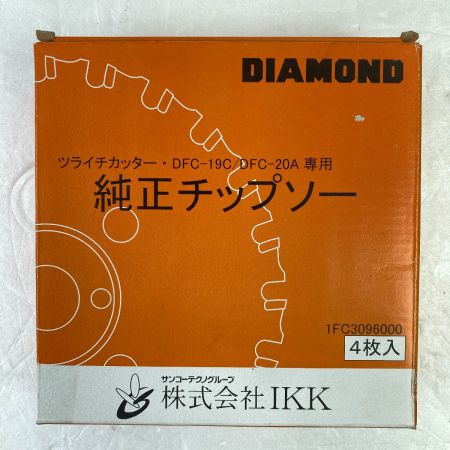 DIAMOND
ツライチカッター・DFC-19C/DFC-20A 専用
純正チップソー
1FC3096000
4枚入
サンコーテクノグループ
株式会社IKK